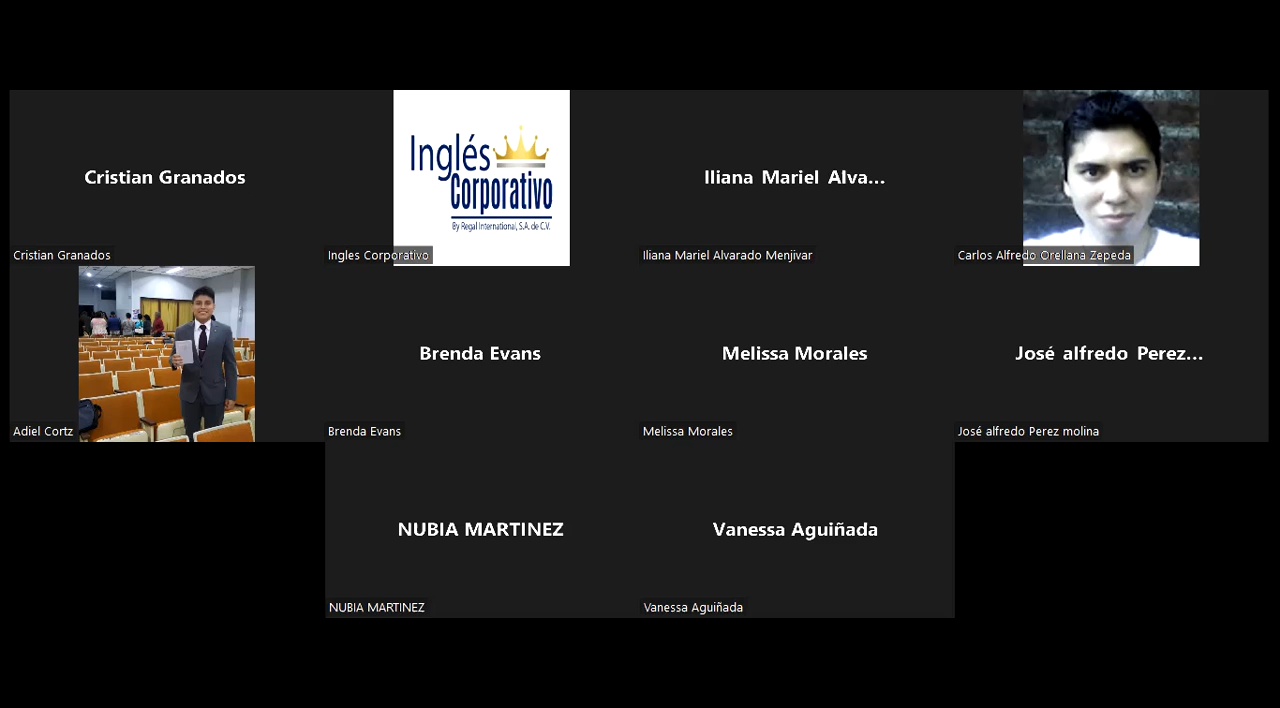 Cristian Granados
Cristian Granados
Inglés
Corporativo
By Regal International, S.A. de C.V.
Ingles Corporativo
Iliana Mariel Alva...
Iliana Mariel Alvarado Menjivar
Carlos Alfredo Orellana Zepeda
Adiel Cortz
Brenda Evans
Brenda Evans
Melissa Morales
Melissa Morales
José alfredo Perez...
José alfredo Perez molina
NUBIA MARTINEZ
NUBIA MARTINEZ
Vanessa Aguiñada
Vanessa Aguiñada